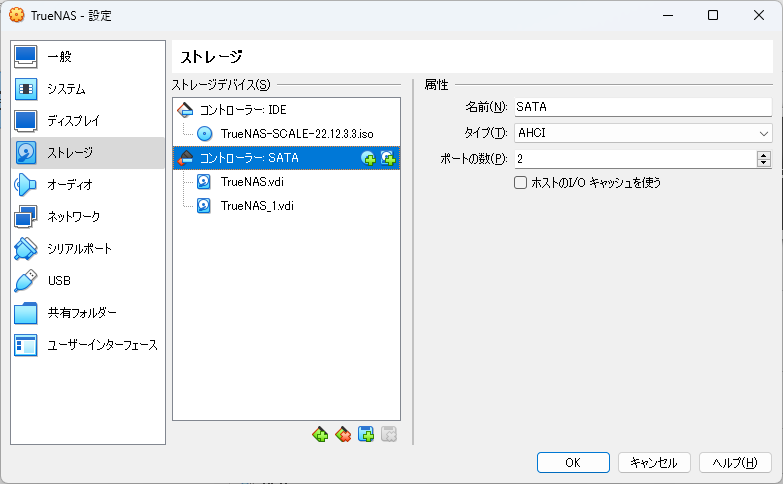 TrueNAS - 設定
一般
システム
ディスプレイ
ストレージ
オーディオ
ネットワーク
シリアルポート
USB
共有フォルダー
ユーザーインターフェース
ストレージ
ストレージデバイス(S)
コントローラー: IDE
TrueNAS-SCALE-22.12.3.3.iso
コントローラー: SATA
TrueNAS.vdi
TrueNAS_1.vdi
属性
名前(N): SATA
タイプ(T): AHCI
ポートの数(P): 2
ホストのI/O キャッシュを使う
OK キャンセル ヘルプ(H)